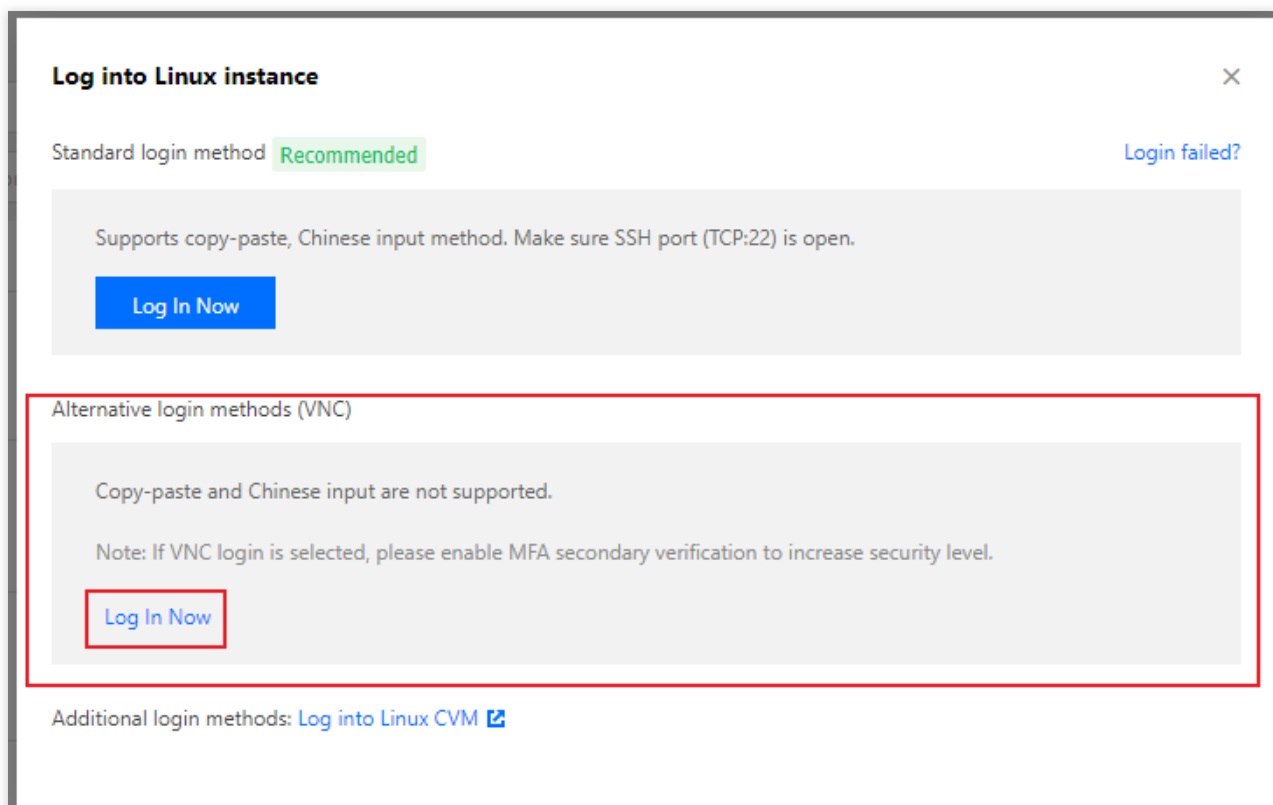 Log into Linux instance
Standard login method Recommended
Login failed?
Supports copy-paste, Chinese input method. Make sure SSH port (TCP:22) is open.
Log In Now
Alternative login methods (VNC)
Copy-paste and Chinese input are not supported.
Note: If VNC login is selected, please enable MFA secondary verification to increase security level.
Log In Now
Additional login methods: Log into Linux CVM